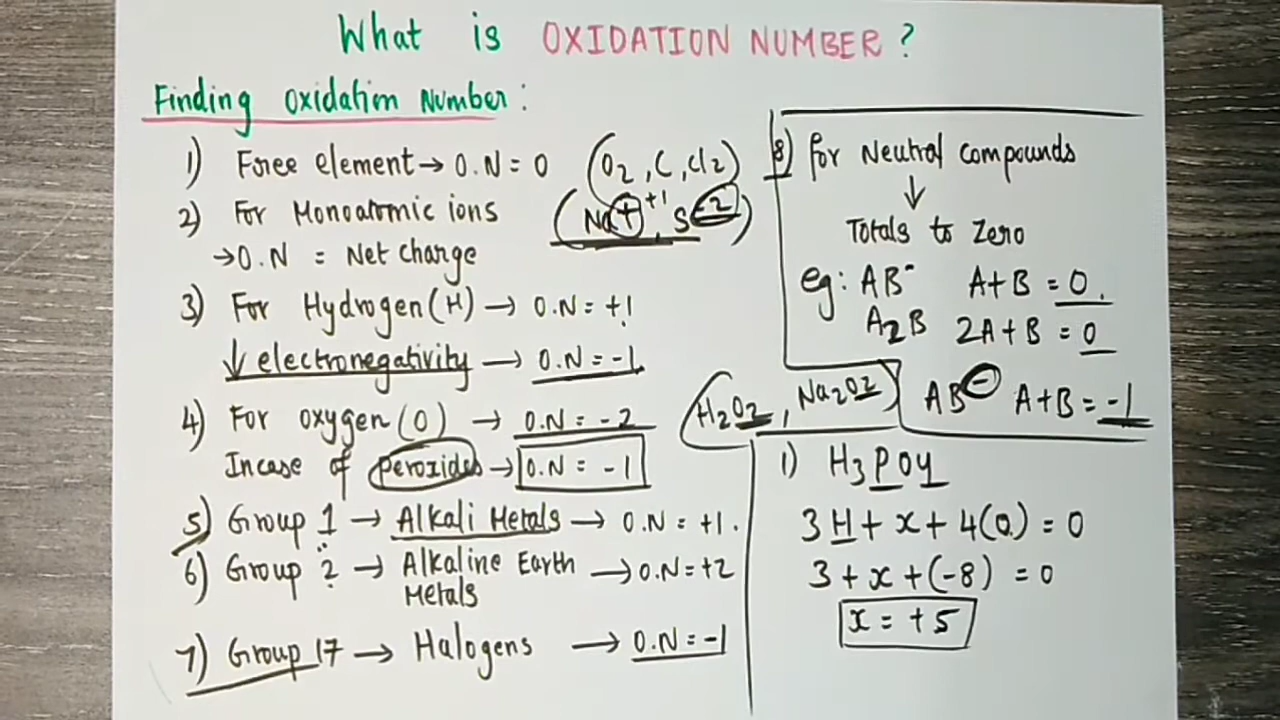 What is OXIDATION NUMBER ?
Finding Oxidation Number :
1) Free element → O.N = 0 (O2, C, Cl2)
2) For Monoatomic ions (Na+ +1, S-2)
→ O.N = Net charge
3) For Hydrogen(H) → O.N = +1
↓ electronegativity → O.N = -1
4) For oxygen (O) → O.N = -2 (H2O2, Na2O2)
Incase of peroxides → O.N = -1
5) Group 1 → Alkali Metals → O.N = +1.
6) Group 2 → Alkaline Earth → O.N = +2
Metals
7) Group 17 → Halogens → O.N = -1
8) For Neutral Compounds
↓
Totals to Zero
eg: AB- A+B = 0.
A2B 2A+B = 0
AB- A+B = -1
1) H3PO4
3H + x + 4(O) = 0
3 + x + (-8) = 0
x = +5